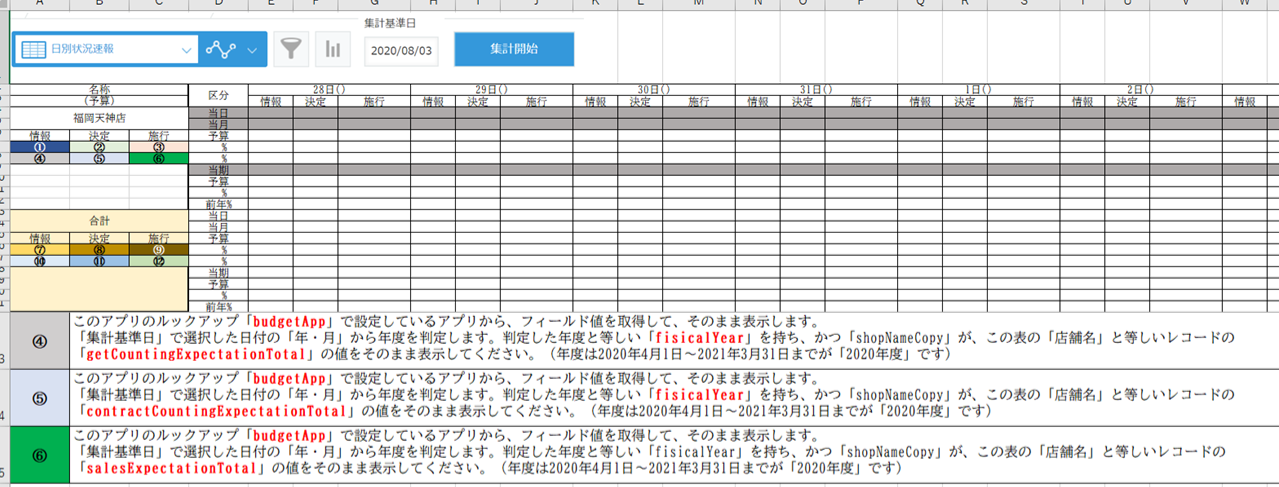 A B C D E F G H I J K L M N O P Q R S T U V W
集計基準日
日別状況速報
2020/08/03
集計開始
名称
(予算)
区分
28日() 29日() 30日() 31日() 1日() 2日()
情報 決定 施行 情報 決定 施行 情報 決定 施行 情報 決定 施行 情報 決定 施行 情報 決定 施行 情報
福岡天神店
当日
当月
情報 決定 施行 予算
① ② ③ %
④ ⑤ ⑥ %
当期
予算
%
前年%
合計
当日
当月
情報 決定 施行 予算
⑦ ⑧ ⑨ %
⑩ ⑪ ⑫ %
当期
予算
%
前年%
④
このアプリのルックアップ「budgetApp」で設定しているアプリから、フィールド値を取得して、そのまま表示します。
「集計基準日」で選択した日付の「年・月」から年度を判定します。判定した年度と等しい「fisicalYear」を持ち、かつ「shopNameCopy」が、この表の「店舗名」と等しいレコードの
「getCountingExpectationTotal」の値をそのまま表示してください。（年度は2020年4月1日～2021年3月31日までが「2020年度」です）
⑤
このアプリのルックアップ「budgetApp」で設定しているアプリから、フィールド値を取得して、そのまま表示します。
「集計基準日」で選択した日付の「年・月」から年度を判定します。判定した年度と等しい「fisicalYear」を持ち、かつ「shopNameCopy」が、この表の「店舗名」と等しいレコードの
「contractCountingExpectationTotal」の値をそのまま表示してください。（年度は2020年4月1日～2021年3月31日までが「2020年度」です）
⑥
このアプリのルックアップ「budgetApp」で設定しているアプリから、フィールド値を取得して、そのまま表示します。
「集計基準日」で選択した日付の「年・月」から年度を判定します。判定した年度と等しい「fisicalYear」を持ち、かつ「shopNameCopy」が、この表の「店舗名」と等しいレコードの
「salesExpectationTotal」の値をそのまま表示してください。（年度は2020年4月1日～2021年3月31日までが「2020年度」です）